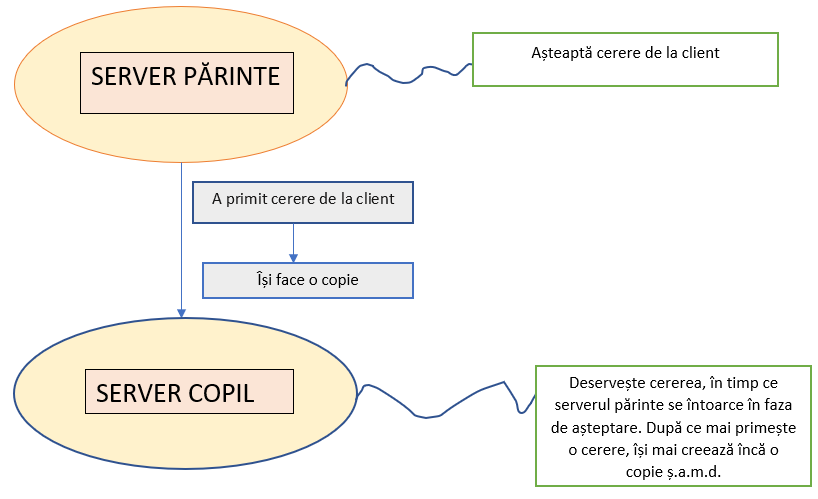 SERVER PĂRINTE
Așteaptă cerere de la client
A primit cerere de la client
Își face o copie
SERVER COPIL
Deservește cererea, în timp ce
serverul părinte se întoarce în faza
de așteptare. După ce mai primește
o cerere, își mai creează încă o
copie ș.a.m.d.